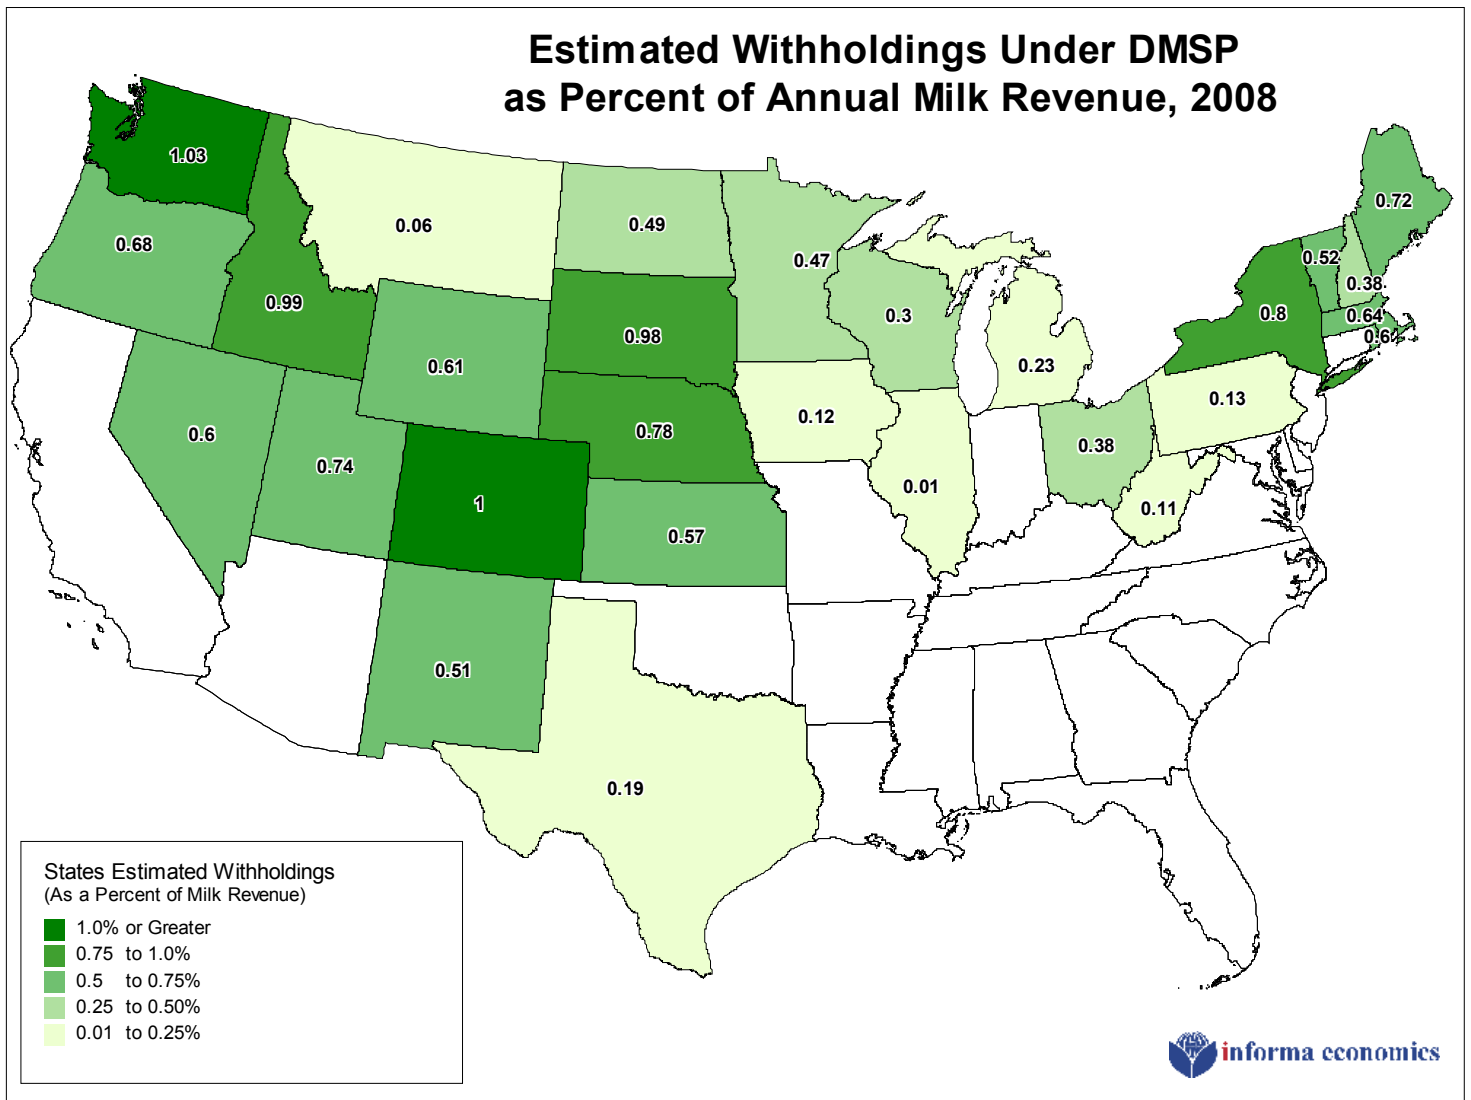 Estimated Withholdings Under DMSP
as Percent of Annual Milk Revenue, 2008
1.03
0.68
0.99
0.06
0.49
0.47
0.3
0.23
0.72
0.52
0.38
0.64
0.6
0.8
0.13
0.98
0.61
0.78
0.12
0.01
0.38
0.11
0.6
0.74
1
0.57
0.51
0.19
States Estimated Withholdings
(As a Percent of Milk Revenue)
1.0% or Greater
0.75 to 1.0%
0.5 to 0.75%
0.25 to 0.50%
0.01 to 0.25%
informa economics